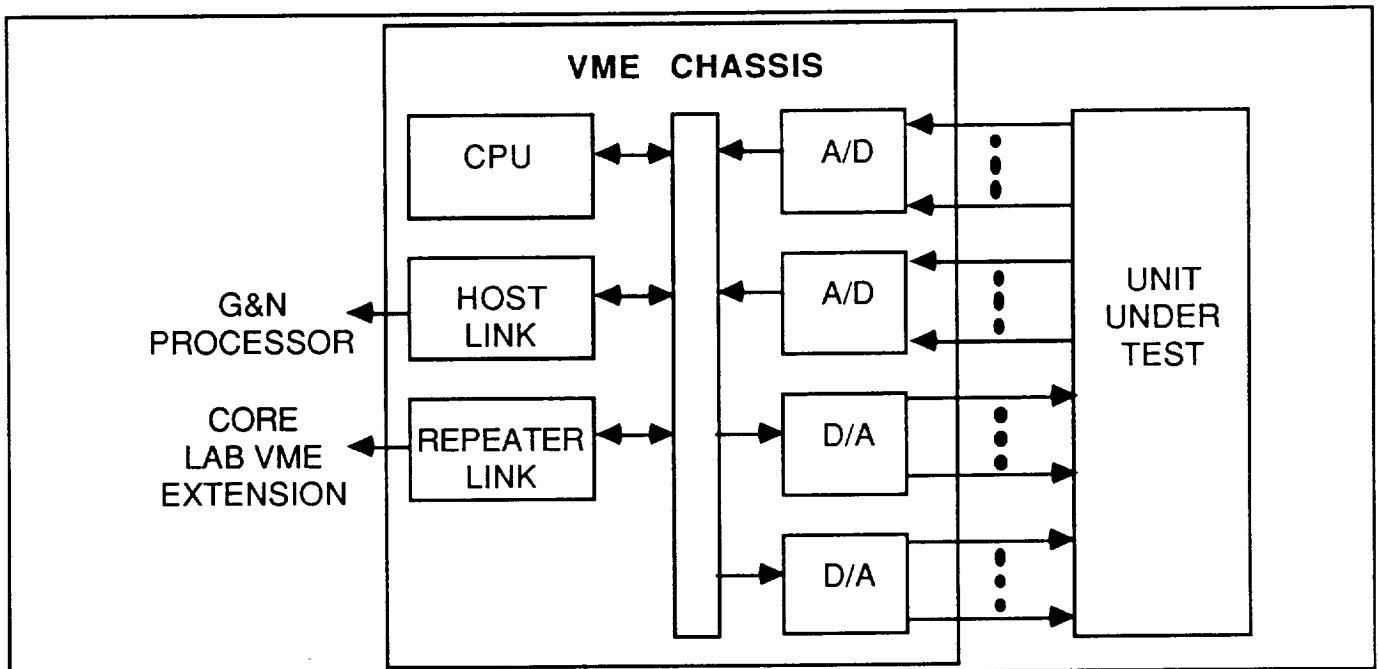 VME CHASSIS
CPU
A/D
HOST
LINK
A/D
G&N
PROCESSOR
UNIT
UNDER
TEST
REPEATER
LINK
D/A
CORE
LAB VME
EXTENSION
D/A